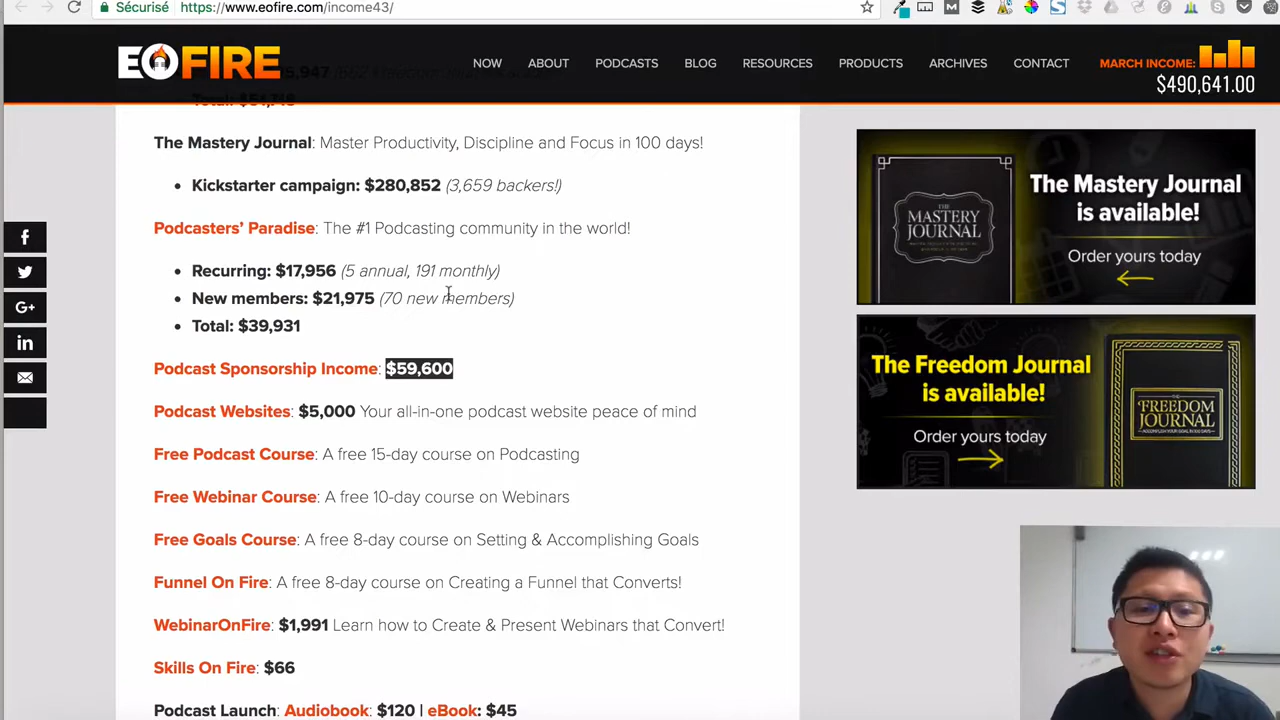 Sécurisé https://www.eofire.com/income43/
EOFIRE
NOW ABOUT PODCASTS BLOG RESOURCES PRODUCTS ARCHIVES CONTACT
MARCH INCOME:
$490,641.00
Total: $51,718
The Mastery Journal: Master Productivity, Discipline and Focus in 100 days!
• Kickstarter campaign: $280,852 (3,659 backers!)
Podcasters' Paradise: The #1 Podcasting community in the world!
• Recurring: $17,956 (5 annual, 191 monthly)
• New members: $21,975 (70 new members)
• Total: $39,931
Podcast Sponsorship Income: $59,600
Podcast Websites: $5,000 Your all-in-one podcast website peace of mind
Free Podcast Course: A free 15-day course on Podcasting
Free Webinar Course: A free 10-day course on Webinars
Free Goals Course: A free 8-day course on Setting & Accomplishing Goals
Funnel On Fire: A free 8-day course on Creating a Funnel that Converts!
WebinarOnFire: $1,991 Learn how to Create & Present Webinars that Convert!
Skills On Fire: $66
Podcast Launch: Audiobook: $120 | eBook: $45
THE
MASTERY
JOURNAL
The Mastery Journal
is available!
Order yours today
The Freedom Journal
is available!
Order yours today
THE
FREEDOM
JOURNAL